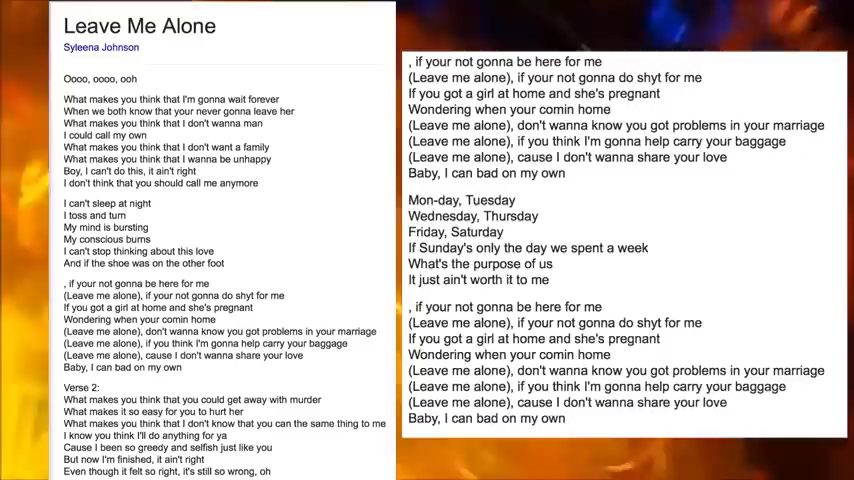 Leave Me Alone
Syleena Johnson
Oooo, oooo, ooh
What makes you think that I'm gonna wait forever
When we both know that your never gonna leave her
What makes you think that I don't wanna man
I could call my own
What makes you think that I don't want a family
What makes you think that I wanna be unhappy
Boy, I can't do this, it ain't right
I don't think that you should call me anymore
I can't sleep at night
I toss and turn
My mind is bursting
My conscious burns
I can't stop thinking about this love
And if the shoe was on the other foot
, if your not gonna be here for me
(Leave me alone), if your not gonna do shyt for me
If you got a girl at home and she's pregnant
Wondering when your comin home
(Leave me alone), don't wanna know you got problems in your marriage
(Leave me alone), if you think I'm gonna help carry your baggage
(Leave me alone), cause I don't wanna share your love
Baby, I can bad on my own
Verse 2:
What makes you think that you could get away with murder
What makes it so easy for you to hurt her
What makes you think that I don't know that you can the same thing to me
I know you think I'll do anything for ya
Cause I been so greedy and selfish just like you
But now I'm finished, it ain't right
Even though it felt so right, it's still so wrong, oh
, if your not gonna be here for me
(Leave me alone), if your not gonna do shyt for me
If you got a girl at home and she's pregnant
Wondering when your comin home
(Leave me alone), don't wanna know you got problems in your marriage
(Leave me alone), if you think I'm gonna help carry your baggage
(Leave me alone), cause I don't wanna share your love
Baby, I can bad on my own
Mon-day, Tuesday
Wednesday, Thursday
Friday, Saturday
If Sunday's only the day we spent a week
What's the purpose of us
It just ain't worth it to me
, if your not gonna be here for me
(Leave me alone), if your not gonna do shyt for me
If you got a girl at home and she's pregnant
Wondering when your comin home
(Leave me alone), don't wanna know you got problems in your marriage
(Leave me alone), if you think I'm gonna help carry your baggage
(Leave me alone), cause I don't wanna share your love
Baby, I can bad on my own